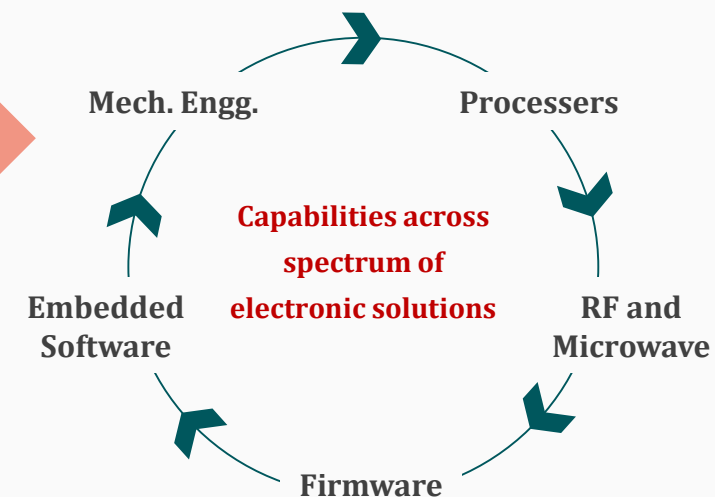 Mech. Engg.
Processers
Capabilities across
spectrum of
electronic solutions
Embedded
Software
RF and
Microwave
Firmware